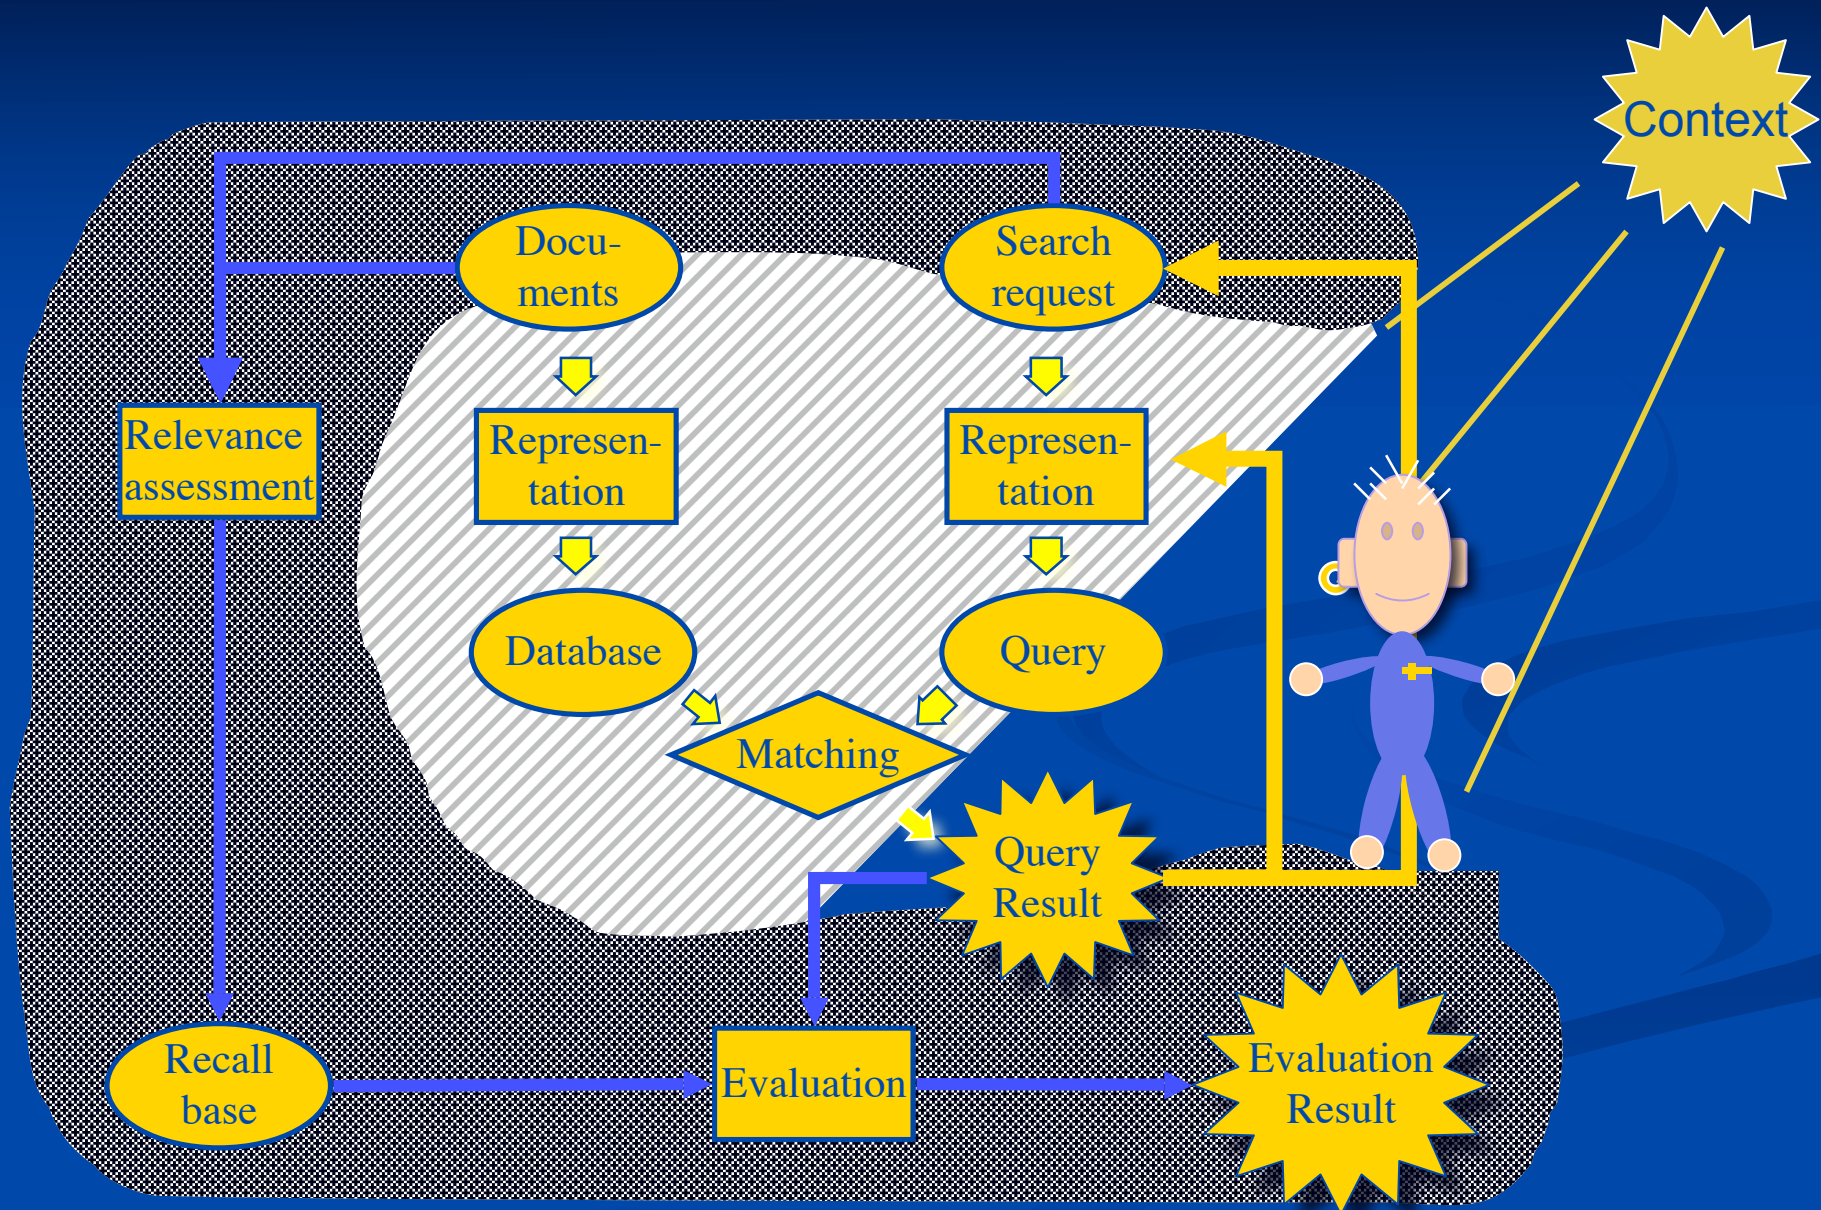 Context
Docu-
ments
Search
request
Relevance
assessment
Represen-
tation
Represen-
tation
Database
Query
Matching
Query
Result
Recall
base
Evaluation
Evaluation
Result